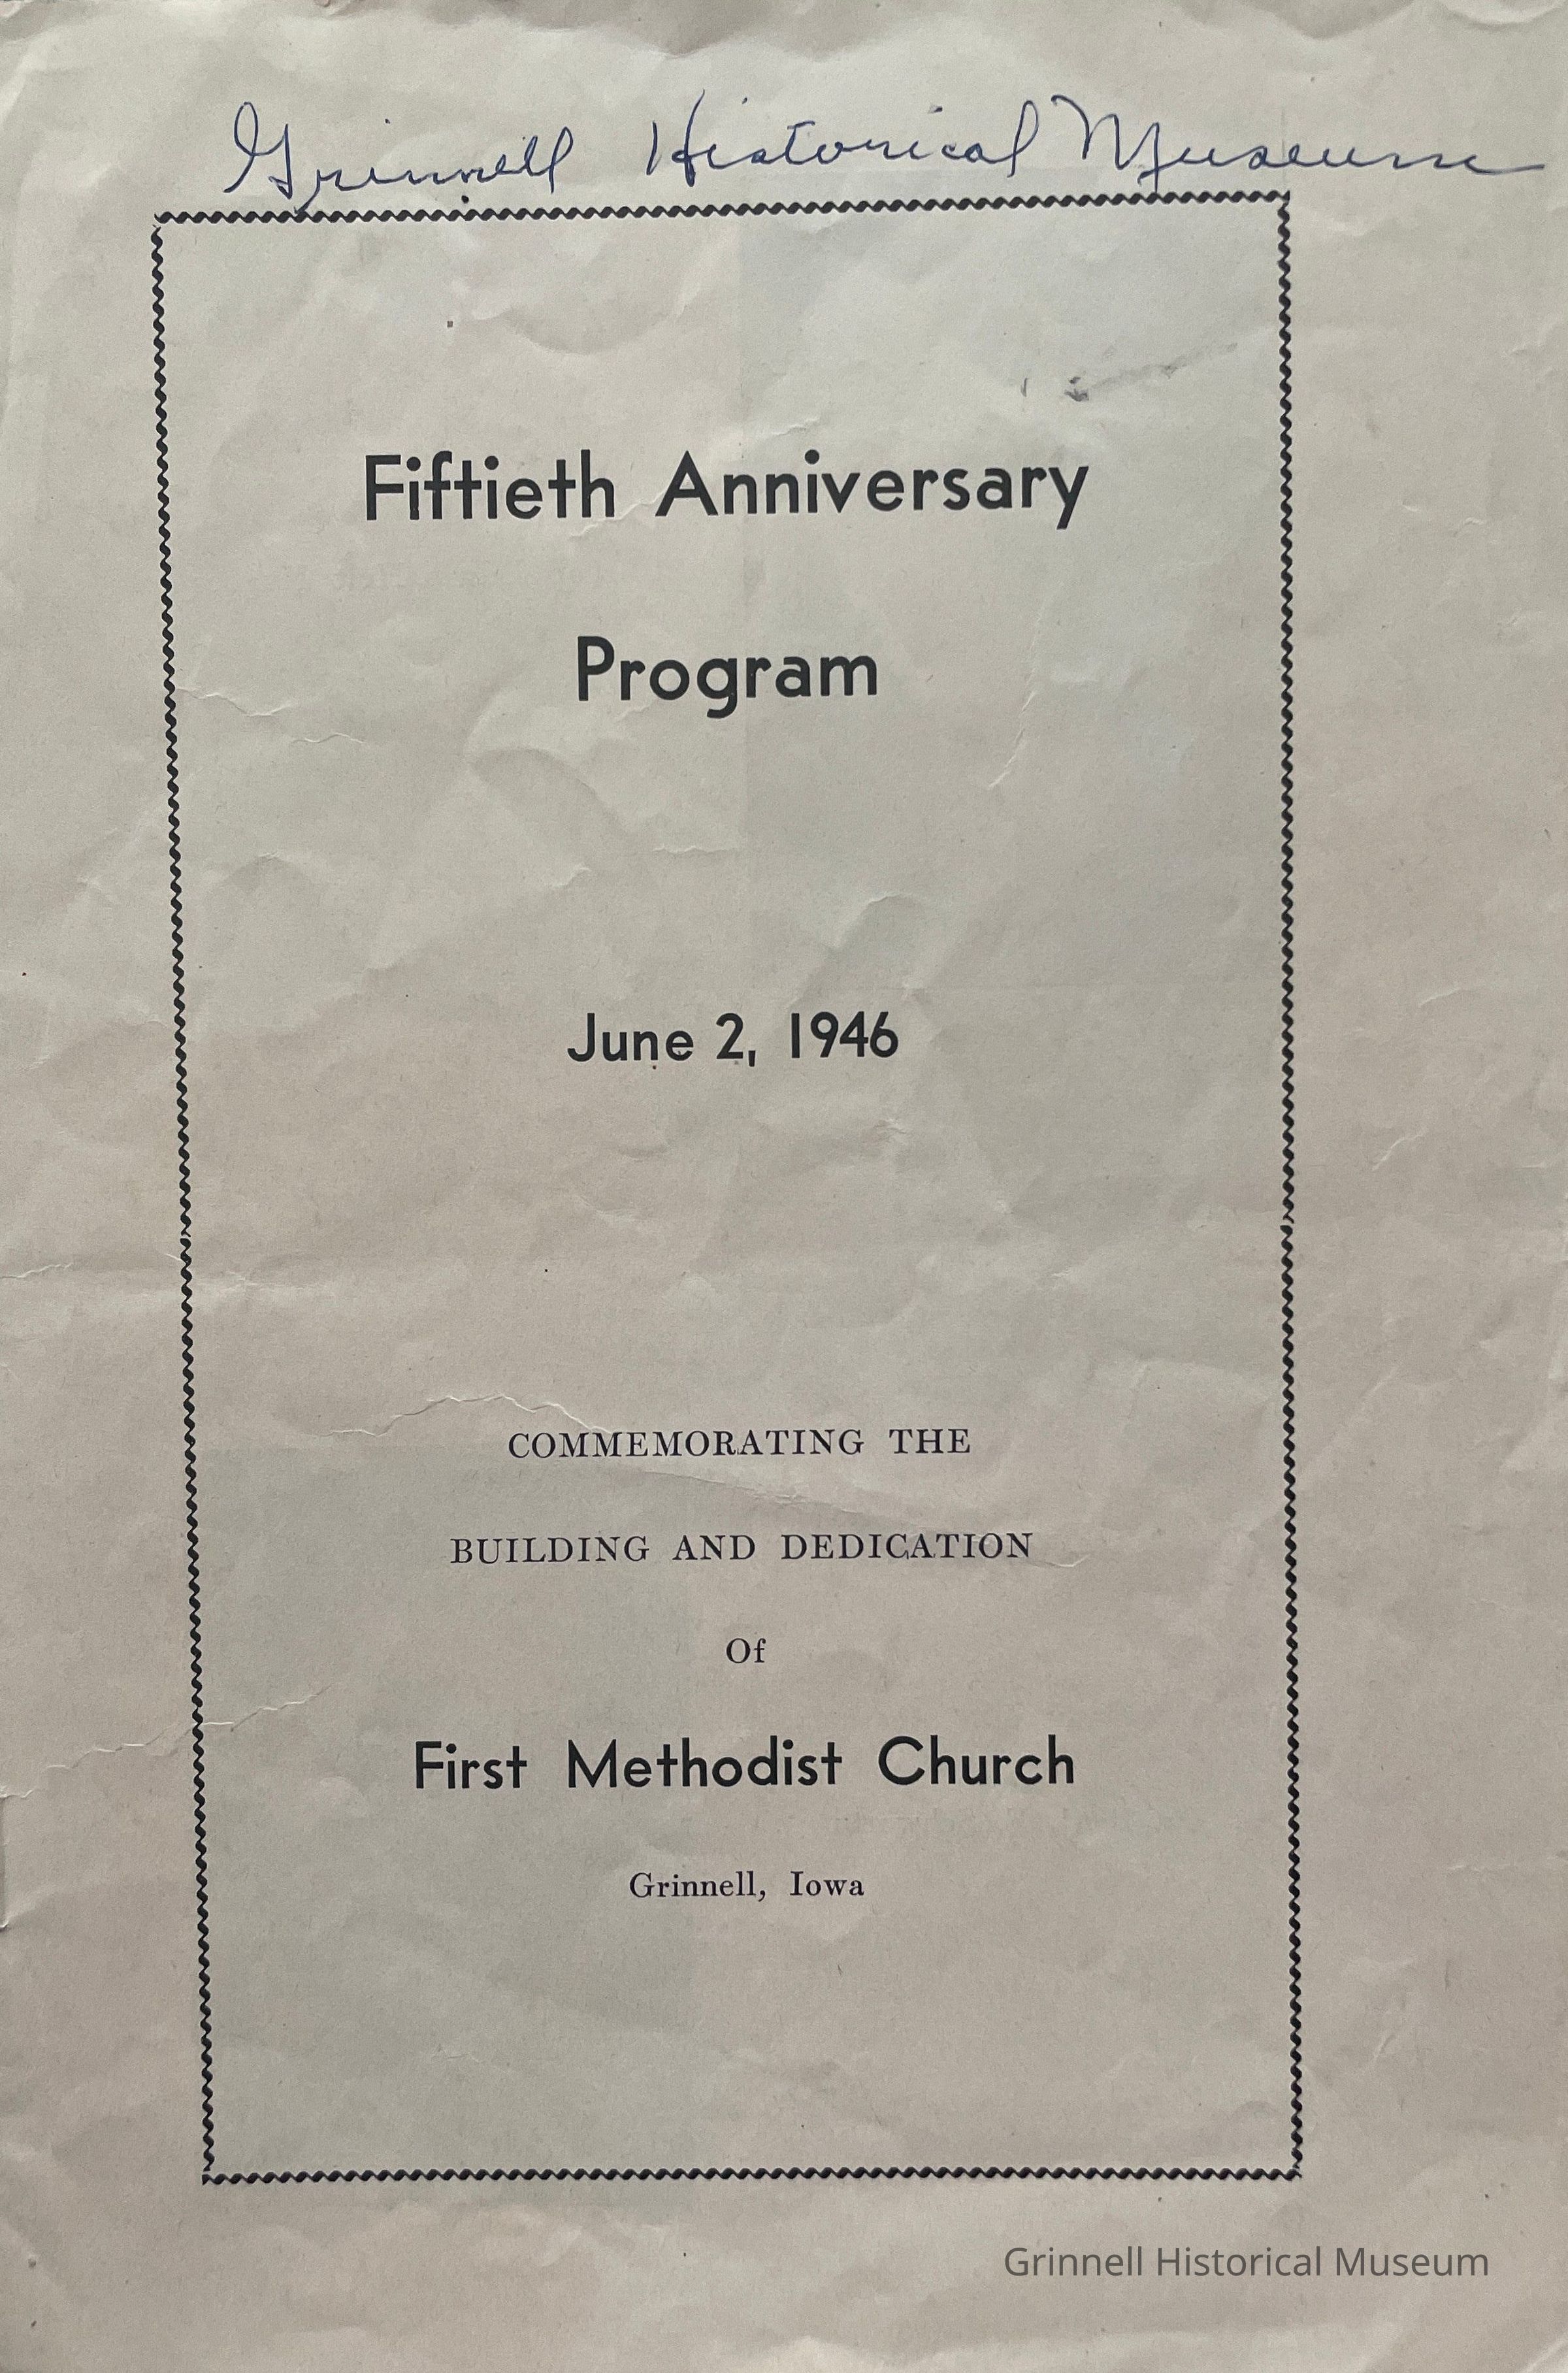 Grinnell Historical Museum
Fiftieth Anniversary
Program
June 2, 1946
COMMEMORATING THE
BUILDING AND DEDICATION
Of
First Methodist Church
Grinnell, Iowa
Grinnell Historical Museum